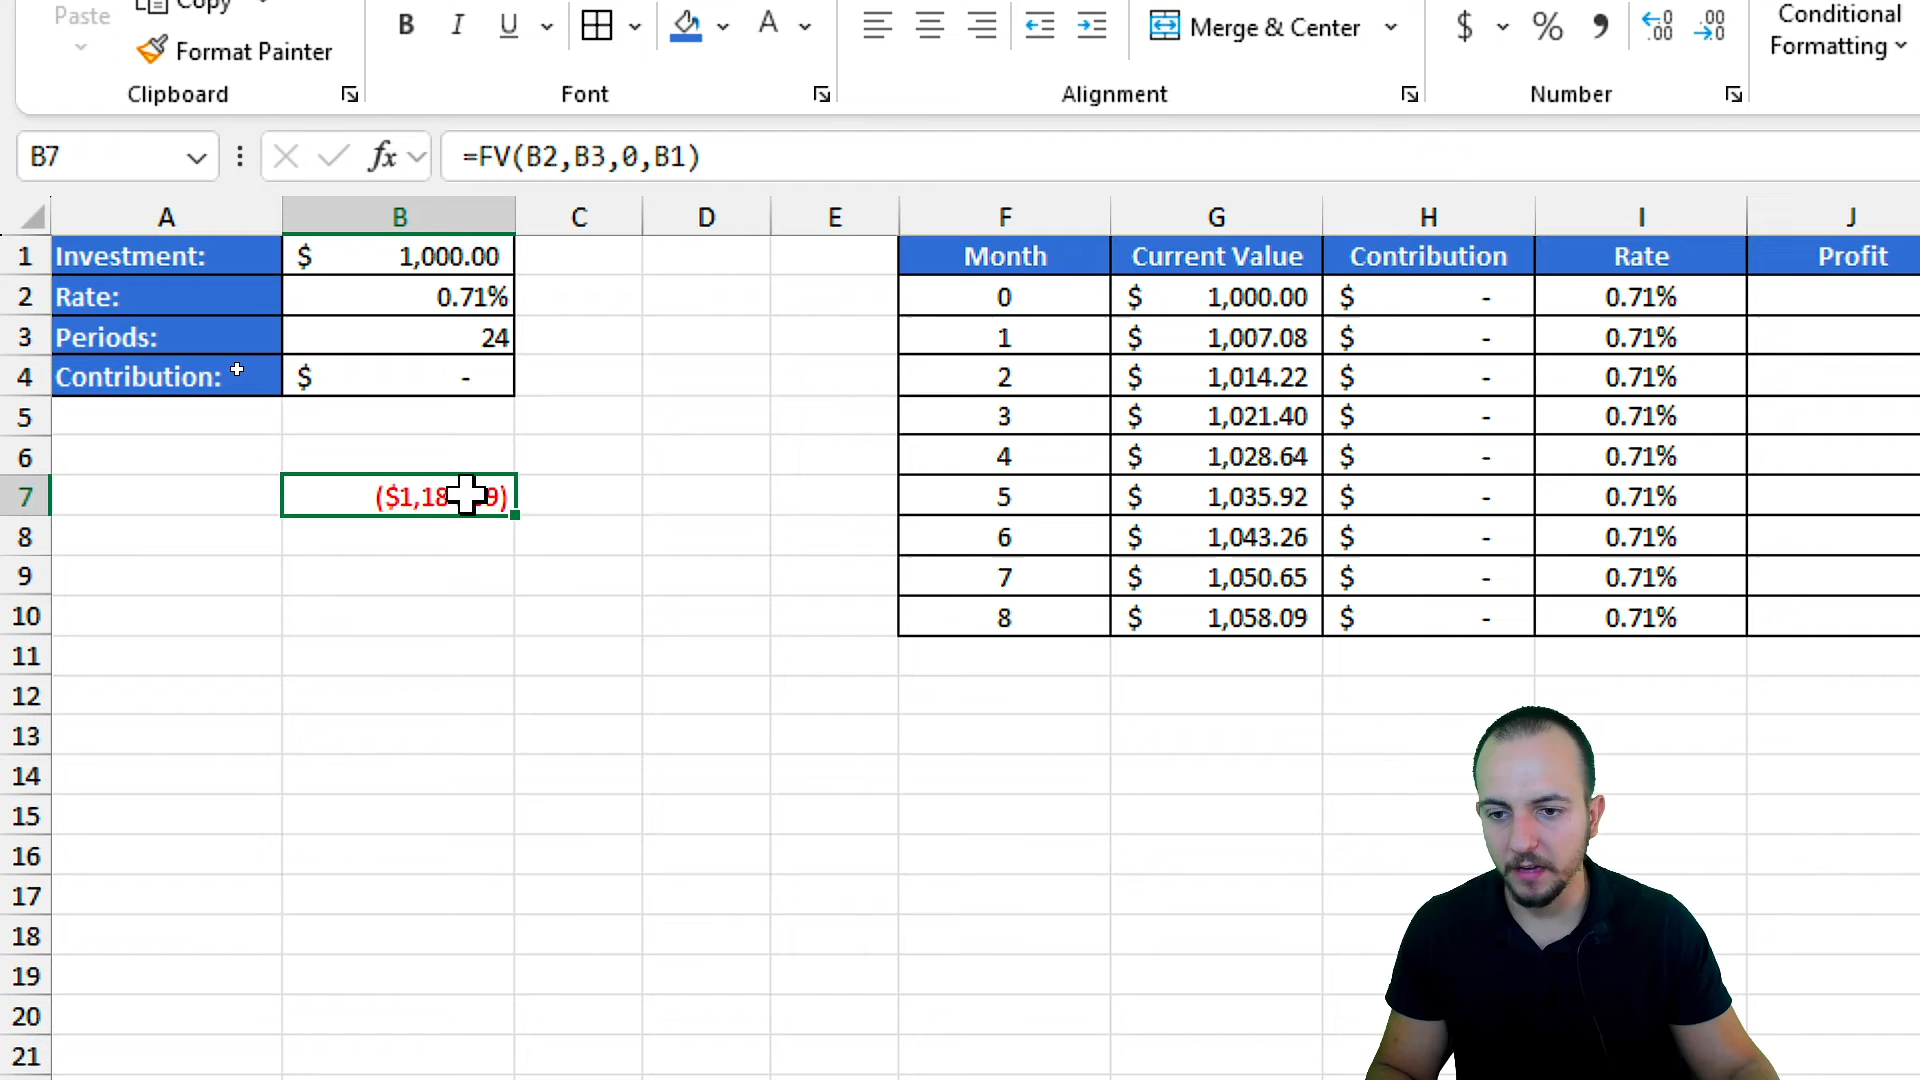 Paste
Copy
Format Painter
Clipboard
B I U A
Font
Merge & Center
Alignment
$ % , .00 .00
Number
Conditional
Formatting
B7 fx =FV(B2,B3,0,B1)
A B C D E F G H I J
1 Investment: $ 1,000.00 Month Current Value Contribution Rate Profit
2 Rate: 0.71% 0 $ 1,000.00 $ - 0.71%
3 Periods: 24 1 $ 1,007.08 $ - 0.71%
4 Contribution: $ - 2 $ 1,014.22 $ - 0.71%
5 3 $ 1,021.40 $ - 0.71%
6 4 $ 1,028.64 $ - 0.71%
7 5 $ 1,035.92 $ - 0.71%
8 6 $ 1,043.26 $ - 0.71%
9 7 $ 1,050.65 $ - 0.71%
10 8 $ 1,058.09 $ - 0.71%
11
12
13
14
15
16
17
18
19
20
21